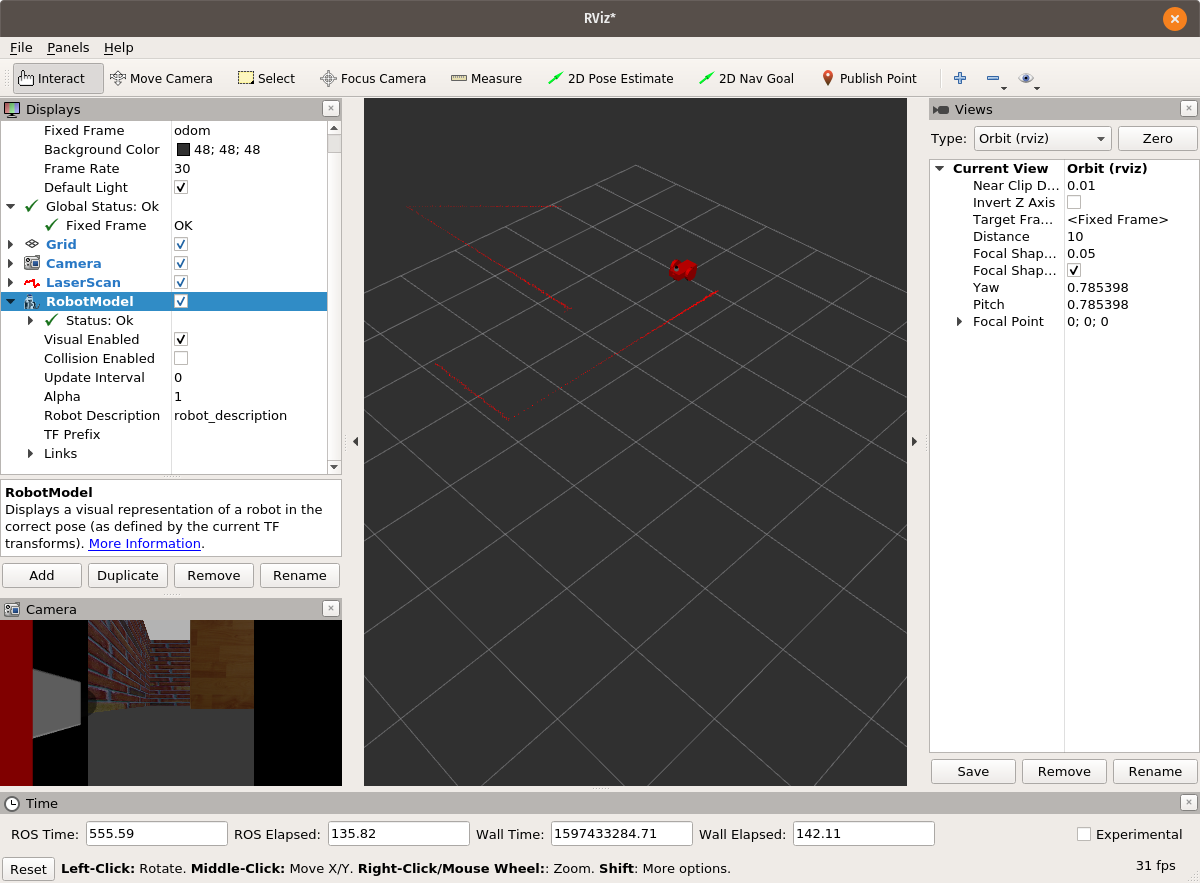 RViz*
File Panels Help
Interact Move Camera Select Focus Camera Measure 2D Pose Estimate 2D Nav Goal Publish Point
Displays
Fixed Frame odom
Background Color 48; 48; 48
Frame Rate 30
Default Light
Global Status: Ok
Fixed Frame OK
Grid
Camera
LaserScan
RobotModel
Status: Ok
Visual Enabled
Collision Enabled
Update Interval 0
Alpha 1
Robot Description robot_description
TF Prefix
Links
RobotModel
Displays a visual representation of a robot in the
correct pose (as defined by the current TF
transforms). More Information.
Add Duplicate Remove Rename
Camera
Views
Type: Orbit (rviz) Zero
Current View Orbit (rviz)
Near Clip D... 0.01
Invert Z Axis
Target Fra... <Fixed Frame>
Distance 10
Focal Shap... 0.05
Focal Shap...
Yaw 0.785398
Pitch 0.785398
Focal Point 0; 0; 0
Save Remove Rename
Time
ROS Time: 555.59 ROS Elapsed: 135.82 Wall Time: 1597433284.71 Wall Elapsed: 142.11 Experimental
Reset Left-Click: Rotate. Middle-Click: Move X/Y. Right-Click/Mouse Wheel:: Zoom. Shift: More options. 31 fps